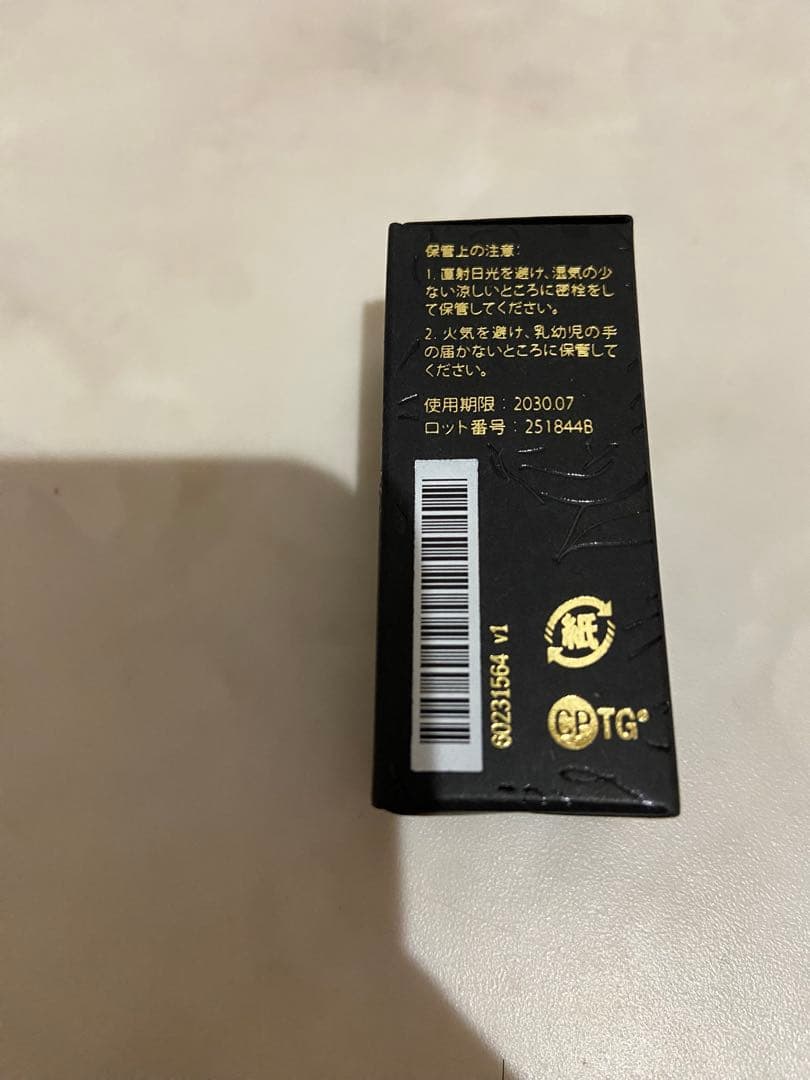 保管上の注意:
1. 直射日光を避け、湿気の少
ない涼しいところに密栓をし
て保管してください。
2. 火気を避け、乳幼児の手
の届かないところに保管して
ください。
使用期限：2030.07
ロット番号：251844B
60231564 v1
紙
CPTG®